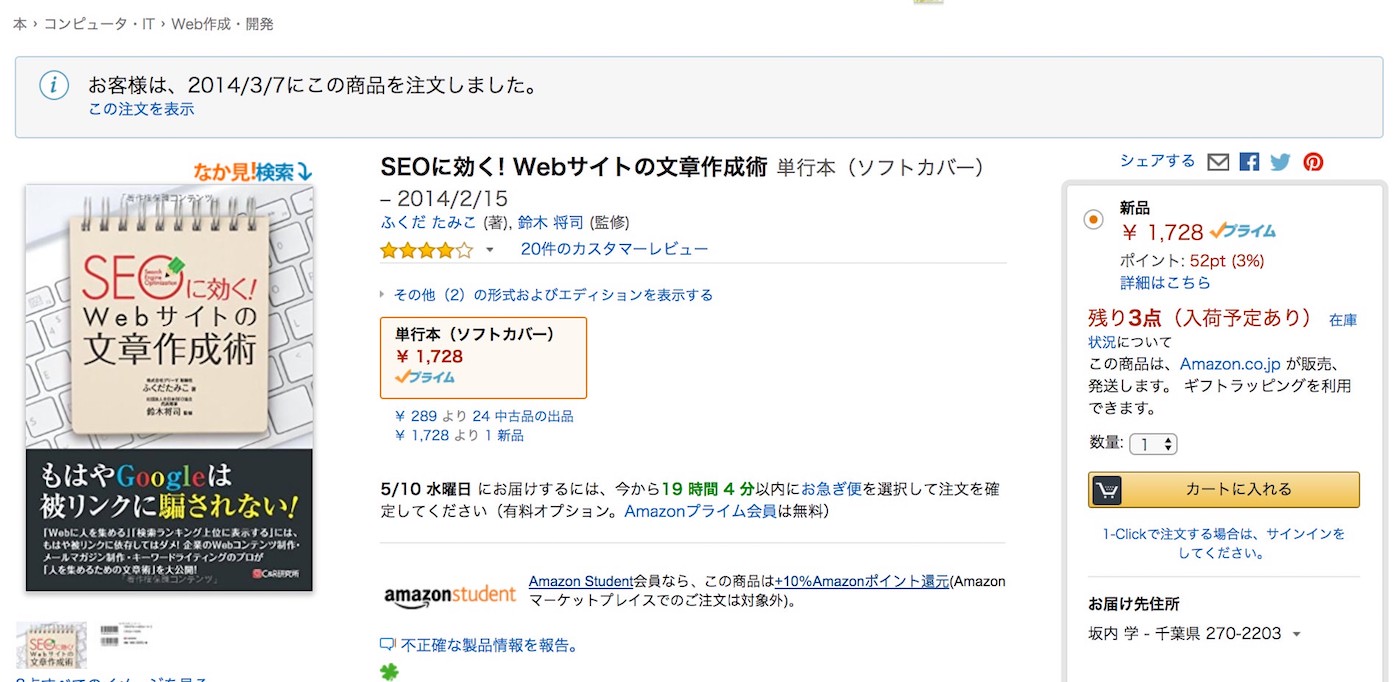 本 › コンピュータ・IT › Web作成・開発
お客様は、2014/3/7にこの商品を注文しました。
この注文を表示
なか見!検索
「著作権保護コンテンツ」
SEOに効く!
Search Engine Optimization
Webサイトの
文章作成術
ふくだたみこ 著
鈴木将司 監修
もはやGoogleは
被リンクに騙されない!
「Webに人を集める」「検索ランキング上位に表示する」には、
もはや被リンクに依存してはダメ! 企業のWebコンテンツ制作・
メールマガジン制作・キーワードライティングのプロが
「人を集めるための文章術」を大公開!
「著作権保護コンテンツ」
C&R研究所
SEOに効く!
Webサイトの
文章作成術
SEOに効く! Webサイトの文章作成術 単行本（ソフトカバー）
– 2014/2/15
ふくだ たみこ (著), 鈴木 将司 (監修)
20件のカスタマーレビュー
その他（2）の形式およびエディションを表示する
単行本（ソフトカバー）
￥ 1,728
プライム
￥ 289 より 24 中古品の出品
￥ 1,728 より 1 新品
5/10 水曜日 にお届けするには、今から19 時間 4 分以内にお急ぎ便を選択して注文を確
定してください（有料オプション。Amazonプライム会員は無料）
amazonstudent
Amazon Student会員なら、この商品は+10%Amazonポイント還元(Amazon
マーケットプレイスでのご注文は対象外)。
不正確な製品情報を報告。
シェアする
新品
￥ 1,728 プライム
ポイント: 52pt (3%)
詳細はこちら
残り3点（入荷予定あり） 在庫
状況について
この商品は、Amazon.co.jp が販売、
発送します。 ギフトラッピングを利用
できます。
数量: 1
カートに入れる
1-Clickで注文する場合は、サインインを
してください。
お届け先住所
坂内 学 - 千葉県 270-2203